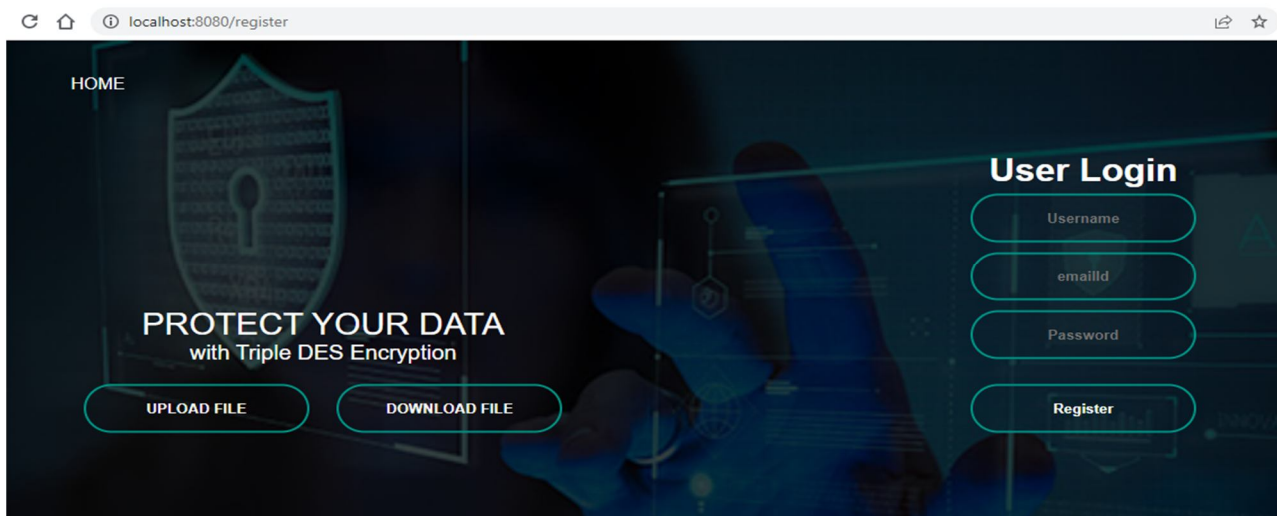 localhost:8080/register
HOME
User Login
Username
emailId
Password
Register
PROTECT YOUR DATA
with Triple DES Encryption
UPLOAD FILE
DOWNLOAD FILE